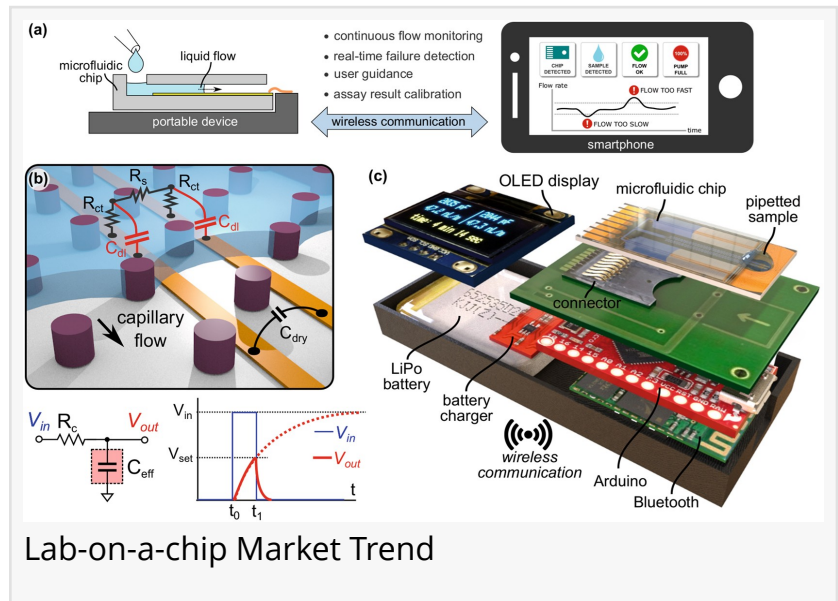 (a)
liquid flow
microfluidic
chip
portable device
• continuous flow monitoring
• real-time failure detection
• user guidance
• assay result calibration
wireless communication
CHIP
DETECTED
SAMPLE
DETECTED
FLOW
OK
100%
PUMP
FULL
Flow rate
! FLOW TOO FAST
! FLOW TOO SLOW
time
smartphone
(b)
Rs
Rct
Rct
Cdl
Cdl
capillary
flow
Cdry
Vin
Rc
Vout
Ceff
Vin
Vset
Vin
Vout
t0
t1
t
(c)
OLED display
microfluidic chip
pipetted
sample
connector
652535025
LiPo
battery
battery
charger
wireless
communication
Arduino
Bluetooth
Lab-on-a-chip Market Trend